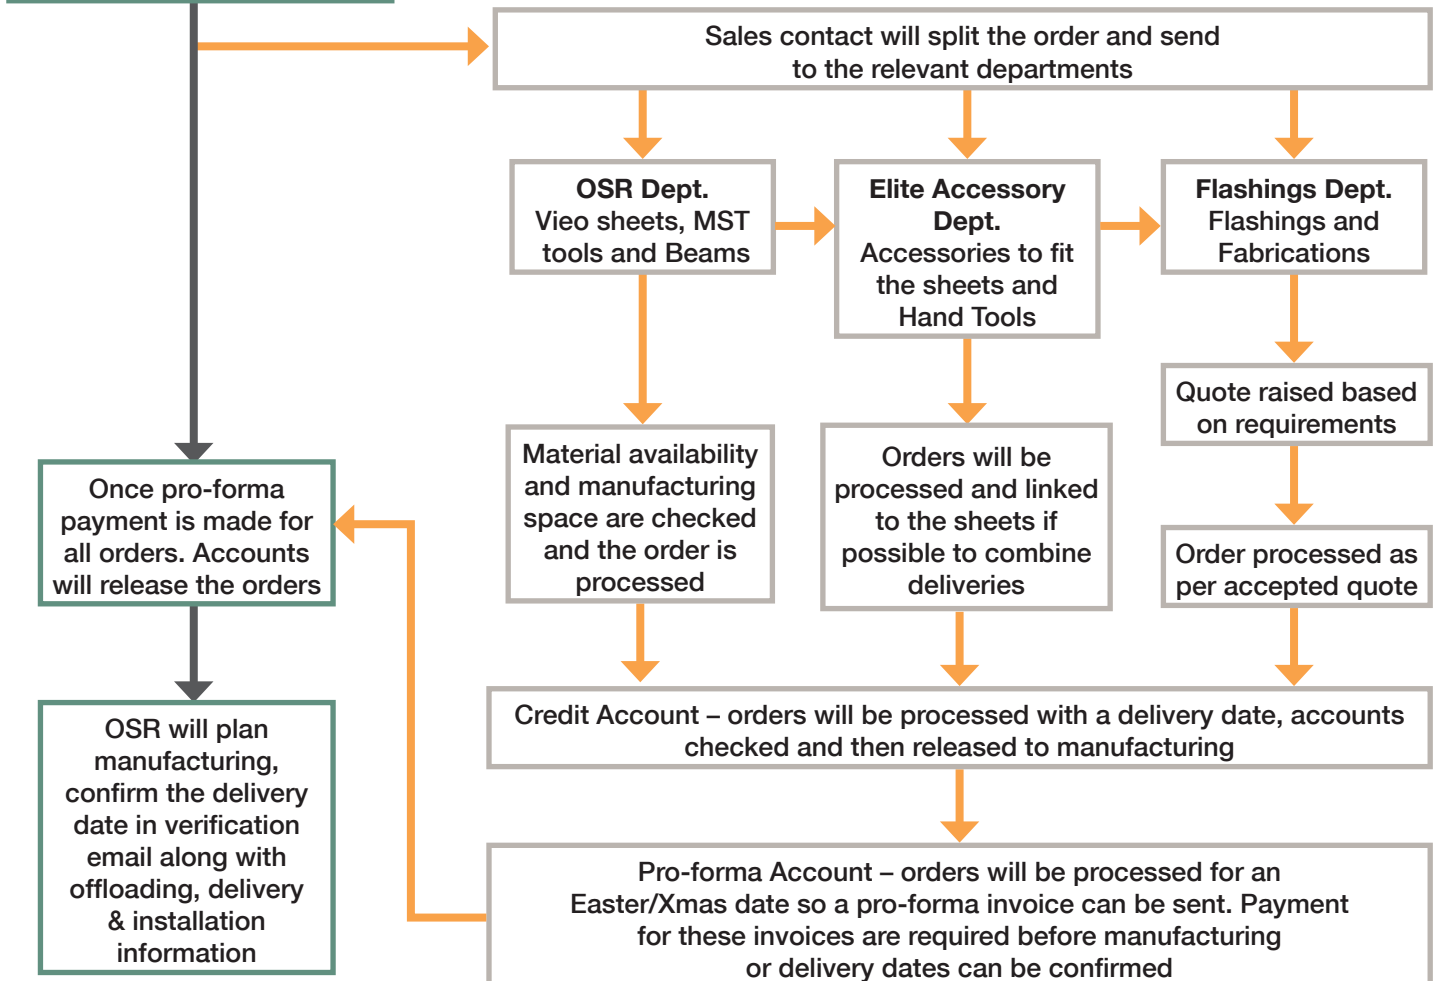 Sales contact will split the order and send
to the relevant departments
OSR Dept.
Vieo sheets, MST
tools and Beams
Elite Accessory
Dept.
Accessories to fit
the sheets and
Hand Tools
Flashings Dept.
Flashings and
Fabrications
Quote raised based
on requirements
Material availability
and manufacturing
space are checked
and the order is
processed
Orders will be
processed and linked
to the sheets if
possible to combine
deliveries
Order processed as
per accepted quote
Once pro-forma
payment is made for
all orders. Accounts
will release the orders
Credit Account – orders will be processed with a delivery date, accounts
checked and then released to manufacturing
OSR will plan
manufacturing,
confirm the delivery
date in verification
email along with
offloading, delivery
& installation
information
Pro-forma Account – orders will be processed for an
Easter/Xmas date so a pro-forma invoice can be sent. Payment
for these invoices are required before manufacturing
or delivery dates can be confirmed